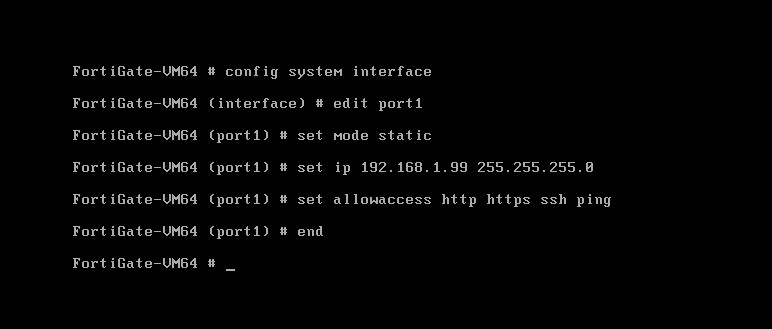 FortiGate-VM64 # config system interface
FortiGate-VM64 (interface) # edit port1
FortiGate-VM64 (port1) # set mode static
FortiGate-VM64 (port1) # set ip 192.168.1.99 255.255.255.0
FortiGate-VM64 (port1) # set allowaccess http https ssh ping
FortiGate-VM64 (port1) # end
FortiGate-VM64 # _